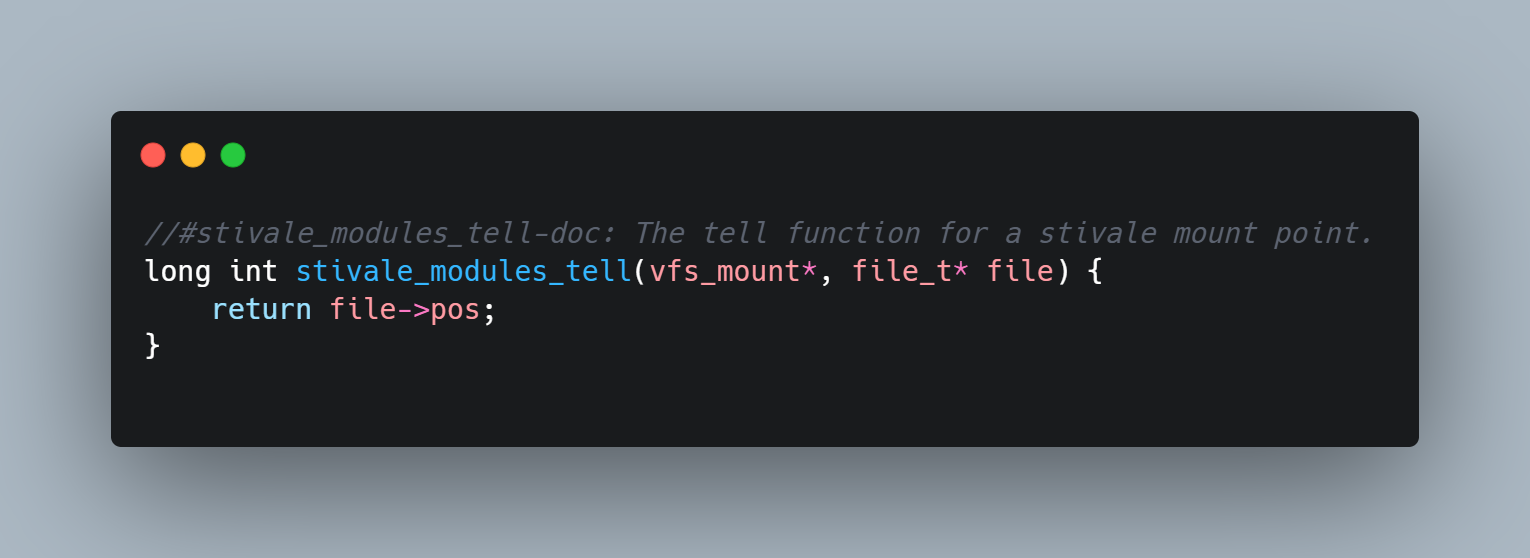 //#stivale_modules_tell-doc: The tell function for a stivale mount point.
long int stivale_modules_tell(vfs_mount*, file_t* file) {
    return file->pos;
}